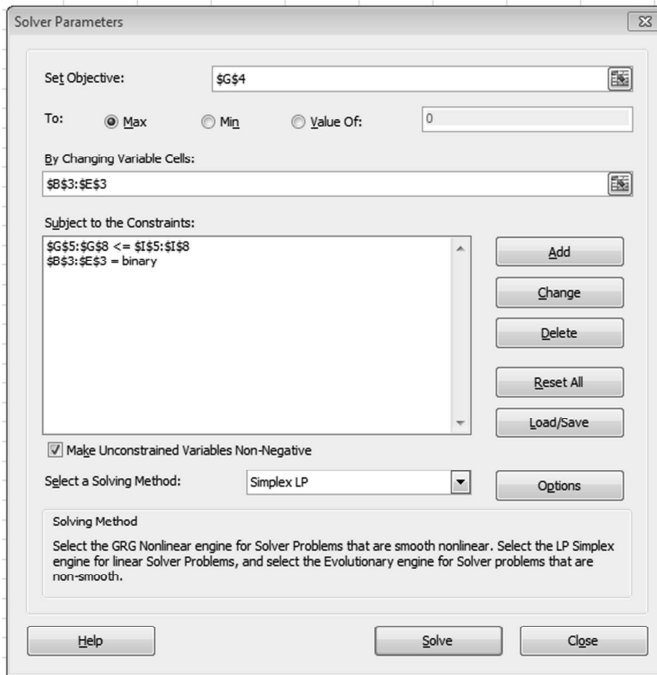 Solver Parameters
Set Objective:
$G$4
To:
Max
Min
Value Of:
0
By Changing Variable Cells:
$B$3:$E$3
Subject to the Constraints:
$G$5:$G$8 <= $I$5:$I$8
$B$3:$E$3 = binary
Add
Change
Delete
Reset All
Load/Save
Make Unconstrained Variables Non-Negative
Select a Solving Method:
Simplex LP
Options
Solving Method
Select the GRG Nonlinear engine for Solver Problems that are smooth nonlinear. Select the LP Simplex
engine for linear Solver Problems, and select the Evolutionary engine for Solver problems that are
non-smooth.
Help
Solve
Close